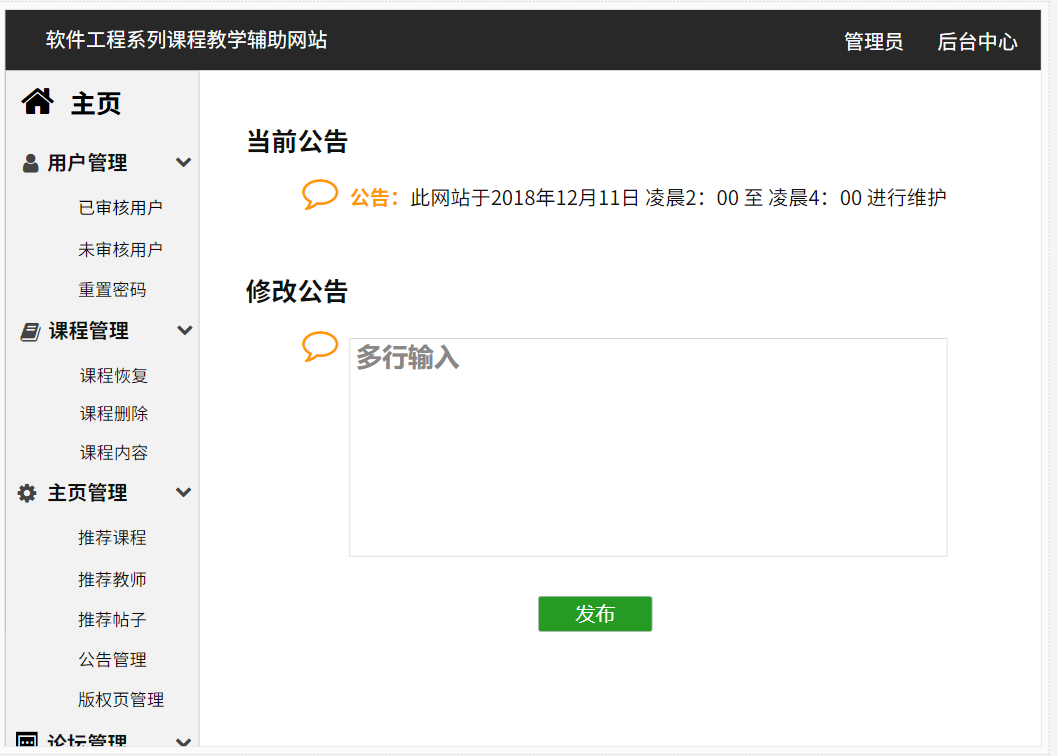 软件工程系列课程教学辅助网站 管理员 后台中心
主页
用户管理
已审核用户
未审核用户
重置密码
课程管理
课程恢复
课程删除
课程内容
主页管理
推荐课程
推荐教师
推荐帖子
公告管理
版权页管理
论坛管理
当前公告
公告：此网站于2018年12月11日 凌晨2：00 至 凌晨4：00 进行维护
修改公告
多行输入
发布